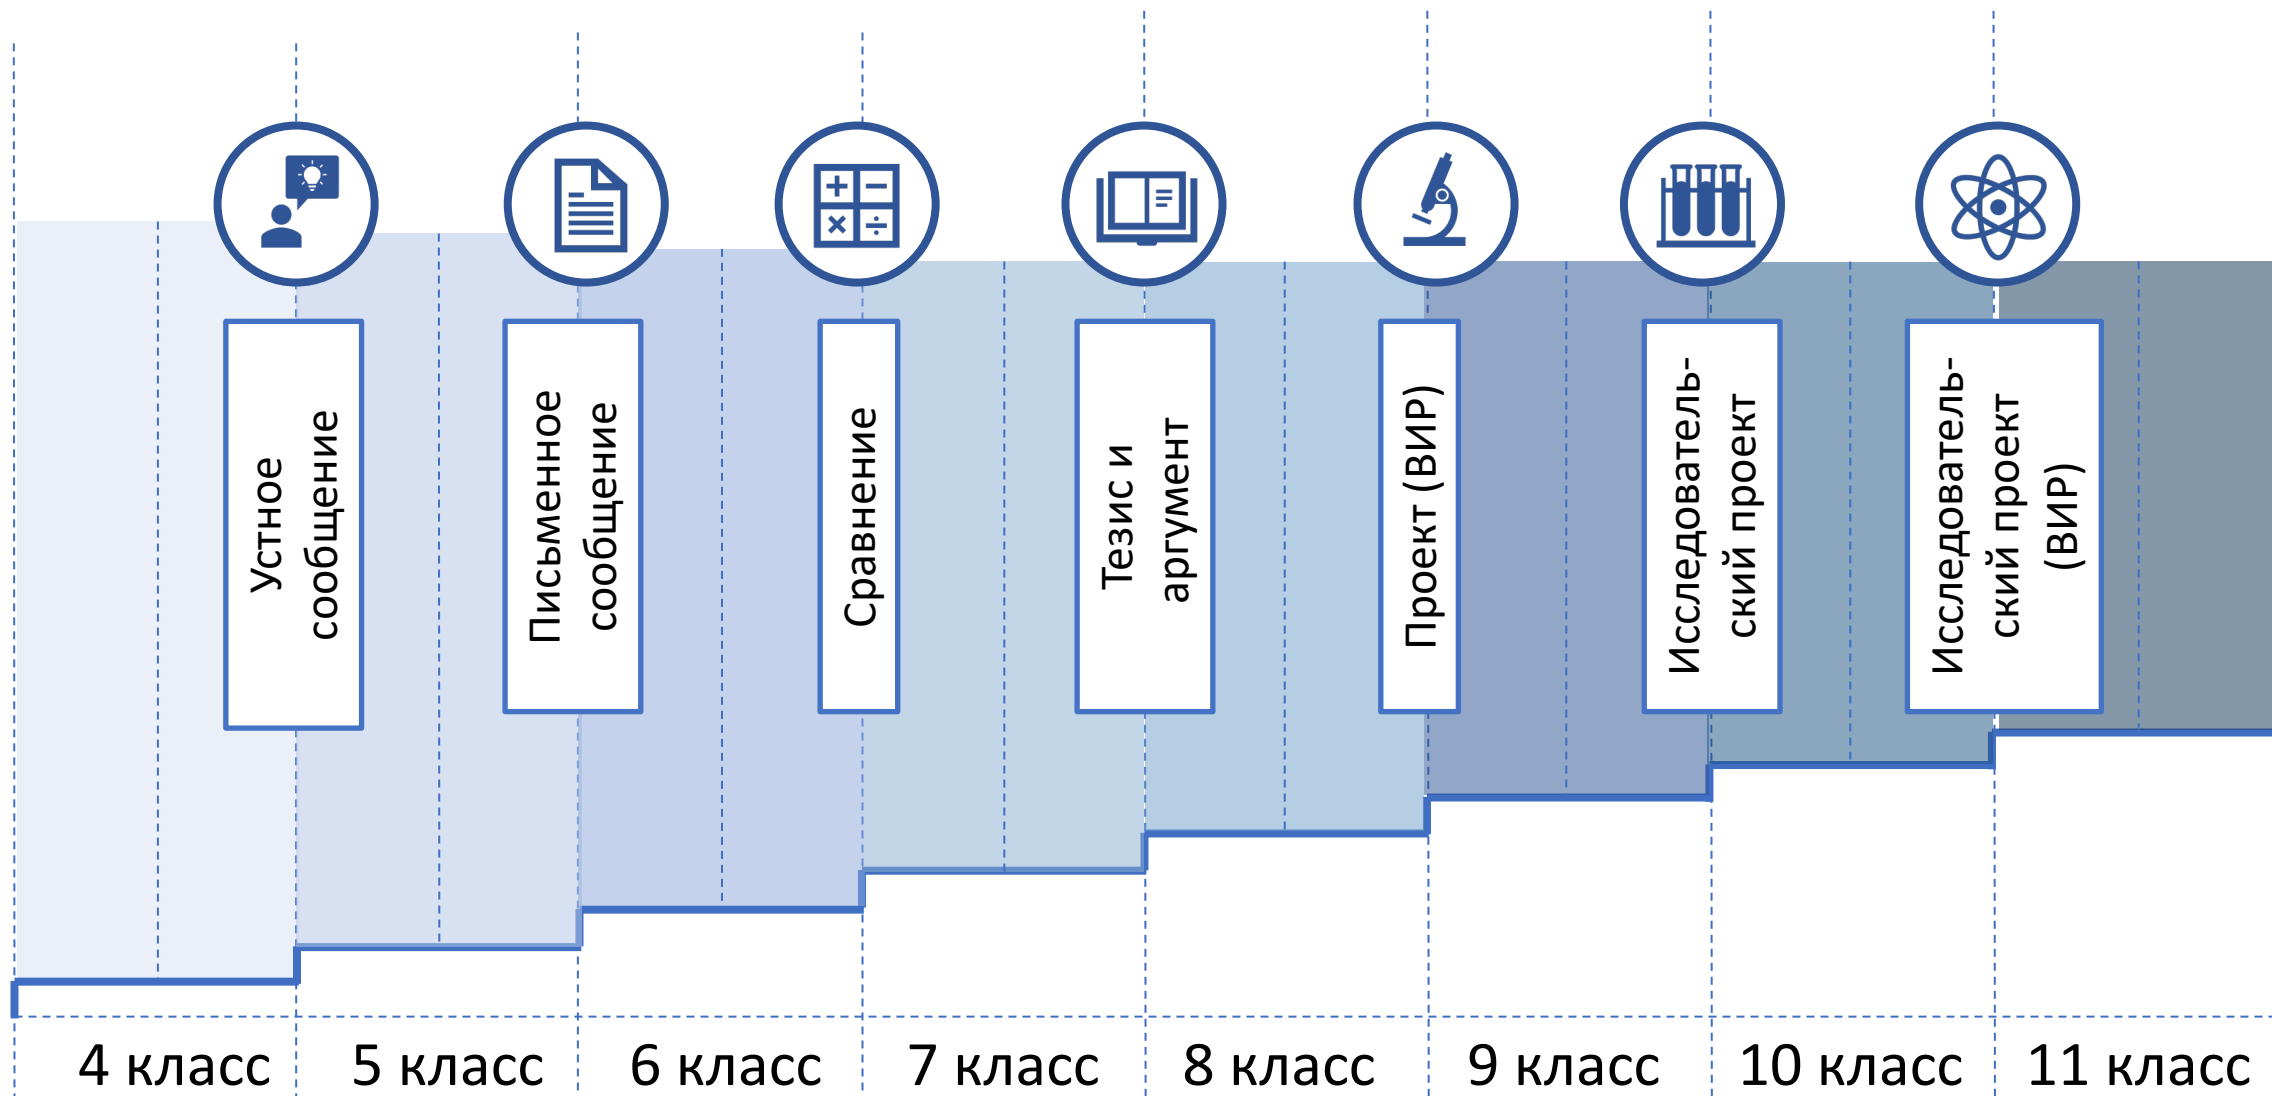 Устное
сообщение
Письменное
сообщение
Сравнение
Тезис и
аргумент
Проект (ВИР)
Исследователь-
ский проект
Исследователь-
ский проект
(ВИР)
4 класс
5 класс
6 класс
7 класс
8 класс
9 класс
10 класс
11 класс